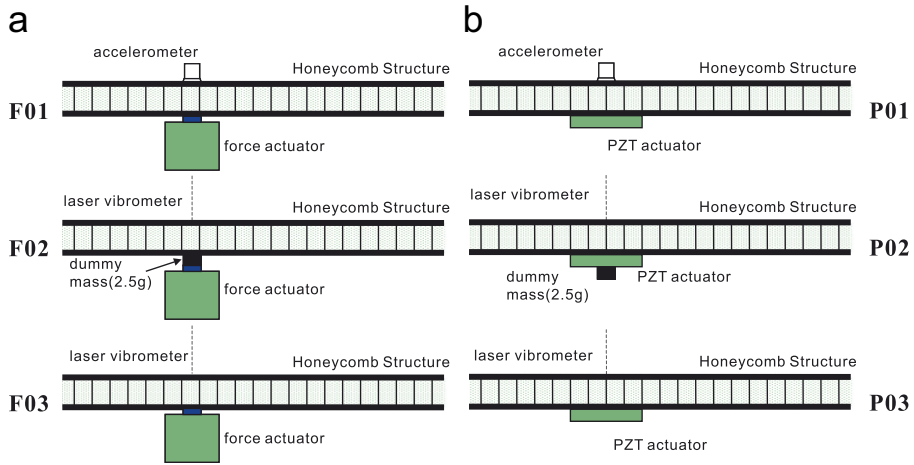 a
accelerometer
Honeycomb Structure
F01
force actuator
laser vibrometer
Honeycomb Structure
F02
dummy
mass(2.5g)
force actuator
laser vibrometer
Honeycomb Structure
F03
force actuator
b
accelerometer
Honeycomb Structure
P01
PZT actuator
laser vibrometer
Honeycomb Structure
P02
dummy
mass(2.5g)
PZT actuator
laser vibrometer
Honeycomb Structure
P03
PZT actuator